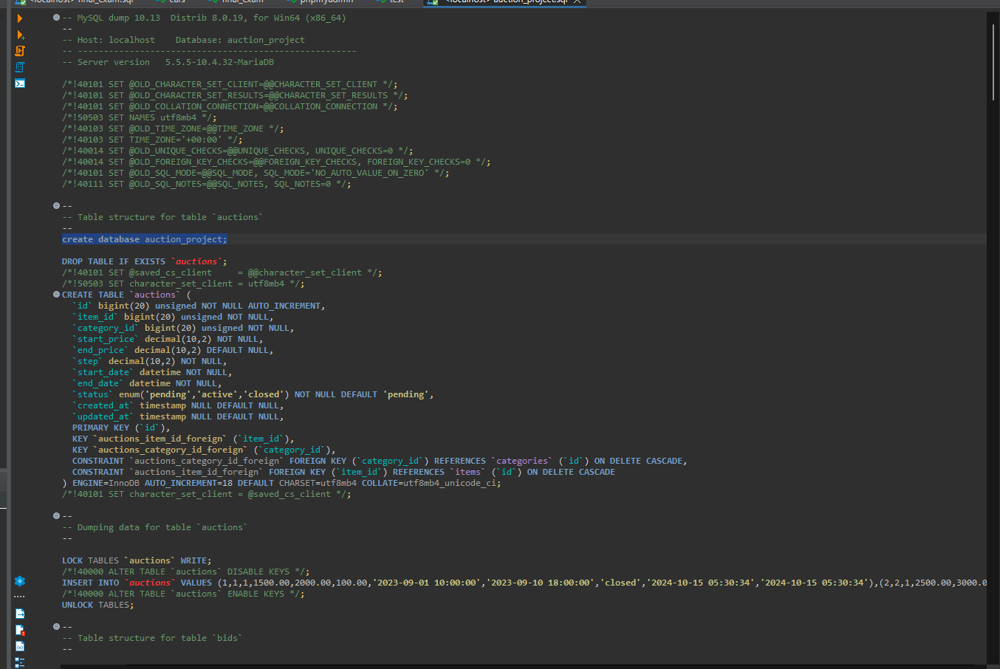 <localhost> final_exam.sql cars final_exam phpmyadmin test <localhost> auction_project.sql
-- MySQL dump 10.13  Distrib 8.0.19, for Win64 (x86_64)
--
-- Host: localhost    Database: auction_project
-- ------------------------------------------------------
-- Server version   5.5.5-10.4.32-MariaDB
/*!40101 SET @OLD_CHARACTER_SET_CLIENT=@@CHARACTER_SET_CLIENT */;
/*!40101 SET @OLD_CHARACTER_SET_RESULTS=@@CHARACTER_SET_RESULTS */;
/*!40101 SET @OLD_COLLATION_CONNECTION=@@COLLATION_CONNECTION */;
/*!50503 SET NAMES utf8mb4 */;
/*!40103 SET @OLD_TIME_ZONE=@@TIME_ZONE */;
/*!40103 SET TIME_ZONE='+00:00' */;
/*!40014 SET @OLD_UNIQUE_CHECKS=@@UNIQUE_CHECKS, UNIQUE_CHECKS=0 */;
/*!40014 SET @OLD_FOREIGN_KEY_CHECKS=@@FOREIGN_KEY_CHECKS, FOREIGN_KEY_CHECKS=0 */;
/*!40101 SET @OLD_SQL_MODE=@@SQL_MODE, SQL_MODE='NO_AUTO_VALUE_ON_ZERO' */;
/*!40111 SET @OLD_SQL_NOTES=@@SQL_NOTES, SQL_NOTES=0 */;
--
-- Table structure for table `auctions`
--
create database auction_project;
DROP TABLE IF EXISTS `auctions`;
/*!40101 SET @saved_cs_client     = @@character_set_client */;
/*!50503 SET character_set_client = utf8mb4 */;
CREATE TABLE `auctions` (
  `id` bigint(20) unsigned NOT NULL AUTO_INCREMENT,
  `item_id` bigint(20) unsigned NOT NULL,
  `category_id` bigint(20) unsigned NOT NULL,
  `start_price` decimal(10,2) NOT NULL,
  `end_price` decimal(10,2) DEFAULT NULL,
  `step` decimal(10,2) NOT NULL,
  `start_date` datetime NOT NULL,
  `end_date` datetime NOT NULL,
  `status` enum('pending','active','closed') NOT NULL DEFAULT 'pending',
  `created_at` timestamp NULL DEFAULT NULL,
  `updated_at` timestamp NULL DEFAULT NULL,
  PRIMARY KEY (`id`),
  KEY `auctions_item_id_foreign` (`item_id`),
  KEY `auctions_category_id_foreign` (`category_id`),
  CONSTRAINT `auctions_category_id_foreign` FOREIGN KEY (`category_id`) REFERENCES `categories` (`id`) ON DELETE CASCADE,
  CONSTRAINT `auctions_item_id_foreign` FOREIGN KEY (`item_id`) REFERENCES `items` (`id`) ON DELETE CASCADE
) ENGINE=InnoDB AUTO_INCREMENT=18 DEFAULT CHARSET=utf8mb4 COLLATE=utf8mb4_unicode_ci;
/*!40101 SET character_set_client = @saved_cs_client */;
--
-- Dumping data for table `auctions`
--
LOCK TABLES `auctions` WRITE;
/*!40000 ALTER TABLE `auctions` DISABLE KEYS */;
INSERT INTO `auctions` VALUES (1,1,1,1500.00,2000.00,100.00,'2023-09-01 10:00:00','2023-09-10 18:00:00','closed','2024-10-15 05:30:34','2024-10-15 05:30:34'),(2,2,1,2500.00,3000.0
/*!40000 ALTER TABLE `auctions` ENABLE KEYS */;
UNLOCK TABLES;
--
-- Table structure for table `bids`
--